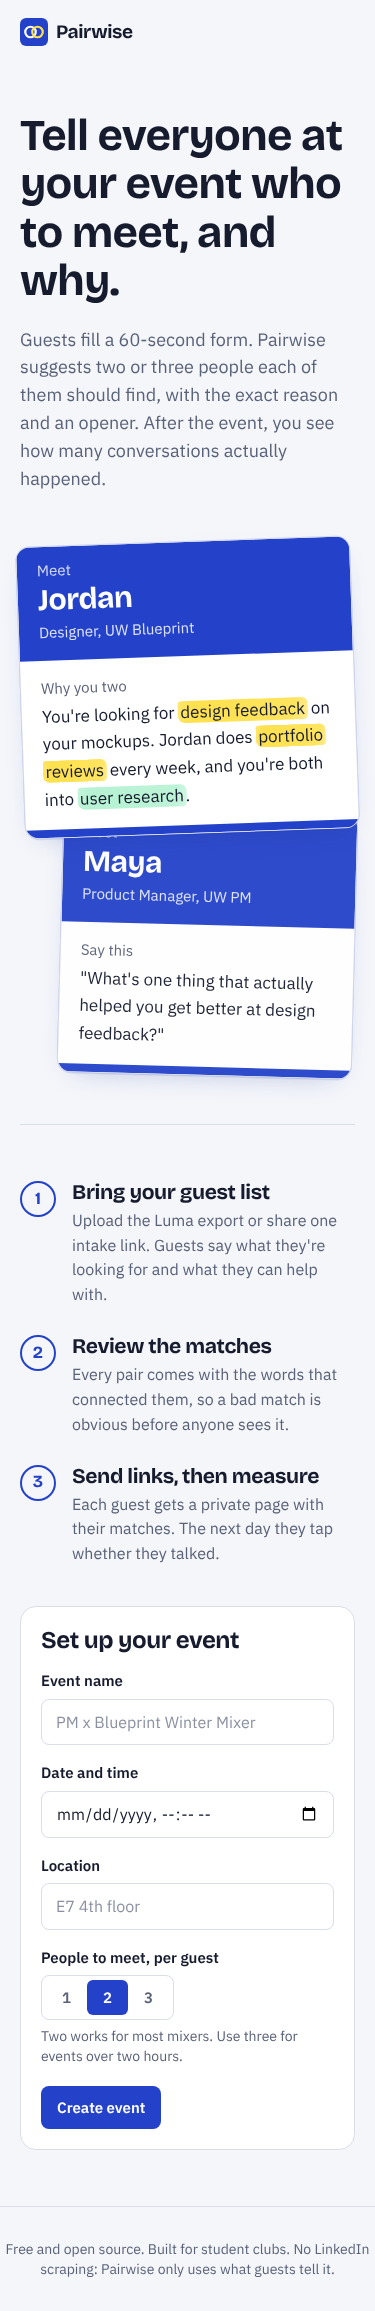 Pairwise
Tell everyone at
your event who
to meet, and
why.
Guests fill a 60-second form. Pairwise
suggests two or three people each of
them should find, with the exact reason
and an opener. After the event, you see
how many conversations actually
happened.
Meet
Jordan
Designer, UW Blueprint
Why you two
You're looking for design feedback on
your mockups. Jordan does portfolio
reviews every week, and you're both
into user research.
Maya
Product Manager, UW PM
Say this
"What's one thing that actually
helped you get better at design
feedback?"
1
Bring your guest list
Upload the Luma export or share one
intake link. Guests say what they're
looking for and what they can help
with.
2
Review the matches
Every pair comes with the words that
connected them, so a bad match is
obvious before anyone sees it.
3
Send links, then measure
Each guest gets a private page with
their matches. The next day they tap
whether they talked.
Set up your event
Event name
PM x Blueprint Winter Mixer
Date and time
mm/dd/yyyy, --:-- --
Location
E7 4th floor
People to meet, per guest
1 2 3
Two works for most mixers. Use three for
events over two hours.
Create event
Free and open source. Built for student clubs. No LinkedIn
scraping: Pairwise only uses what guests tell it.